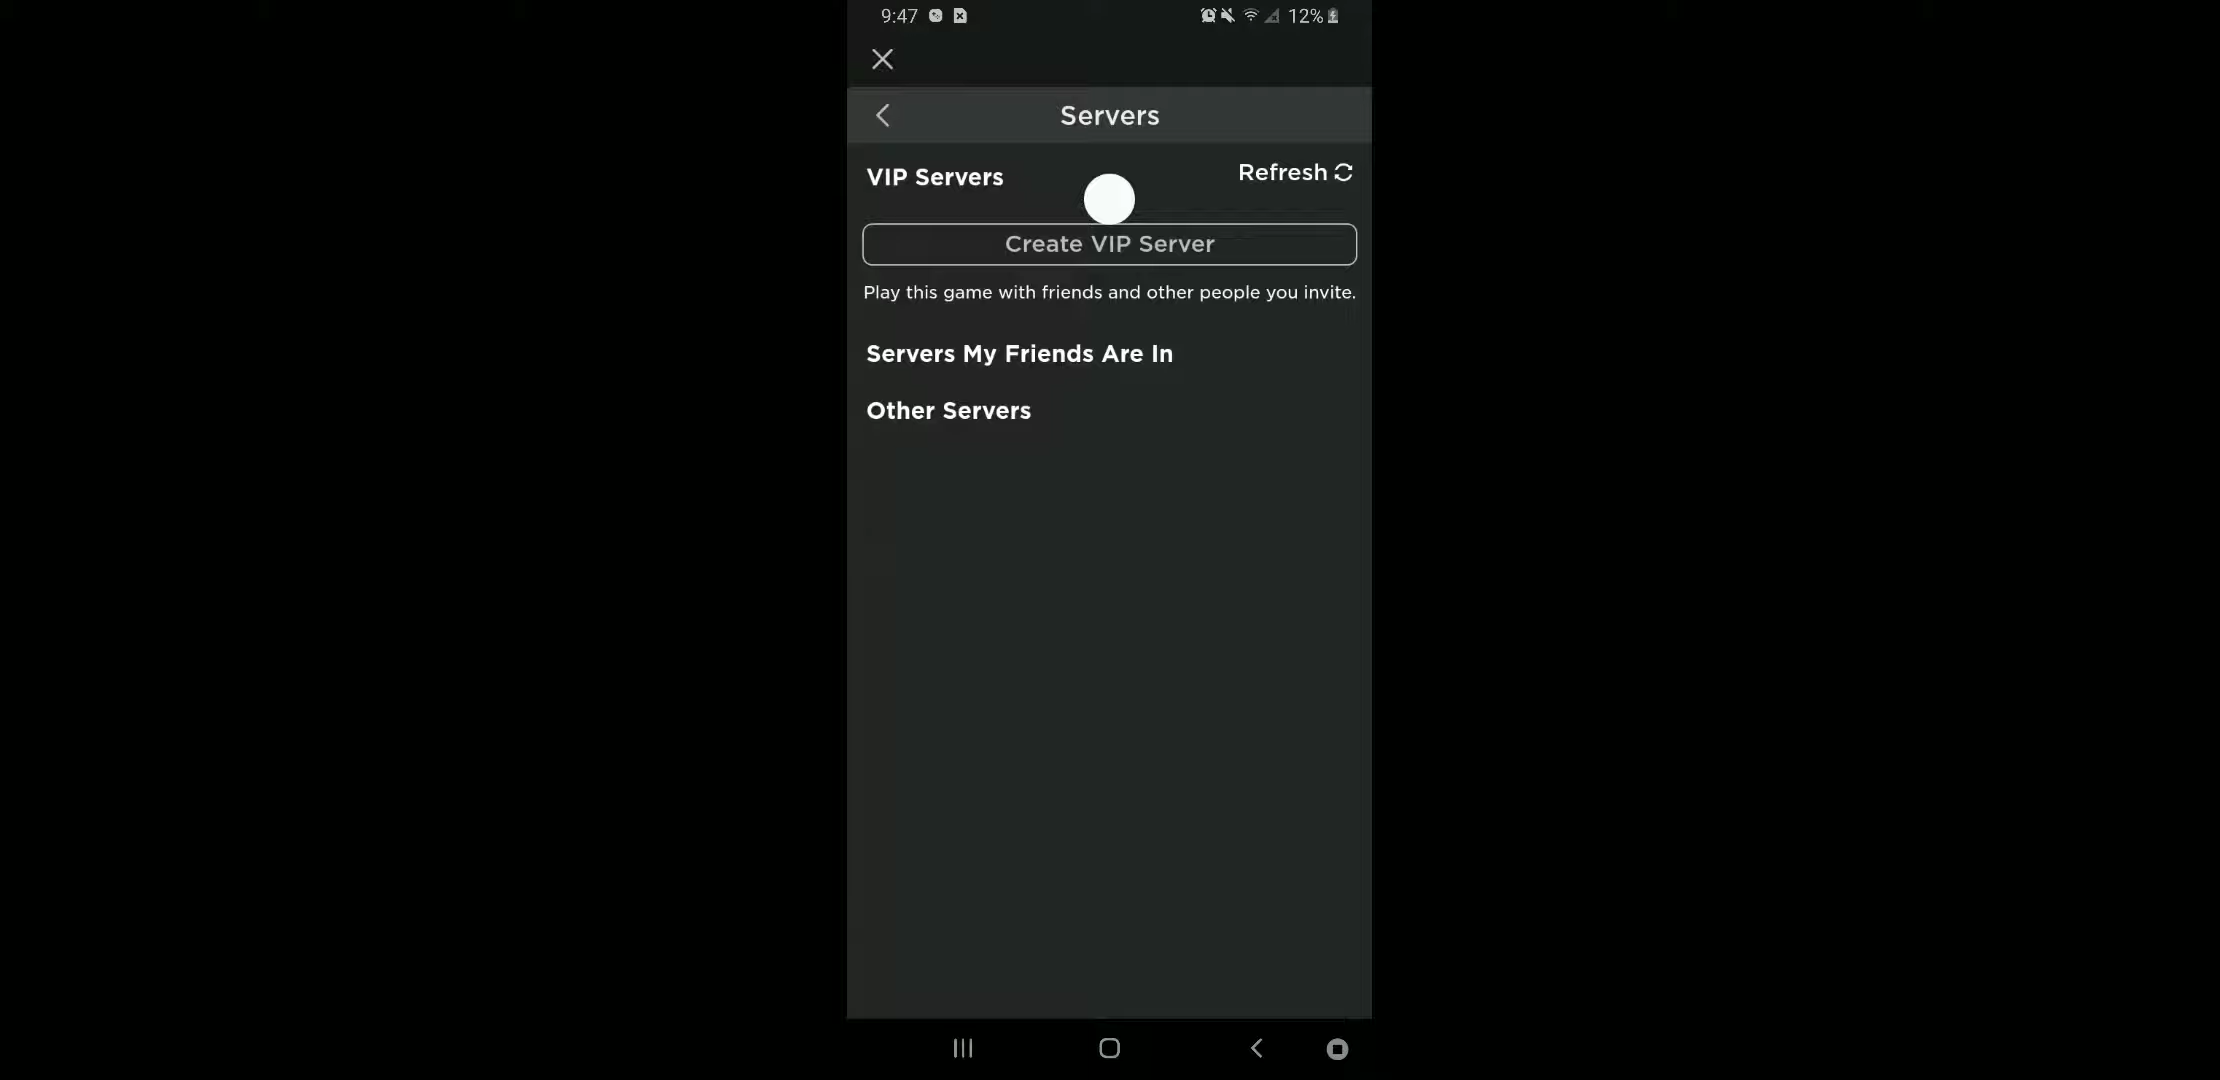 9:47
12%
Servers
VIP Servers
Refresh
Create VIP Server
Play this game with friends and other people you invite.
Servers My Friends Are In
Other Servers